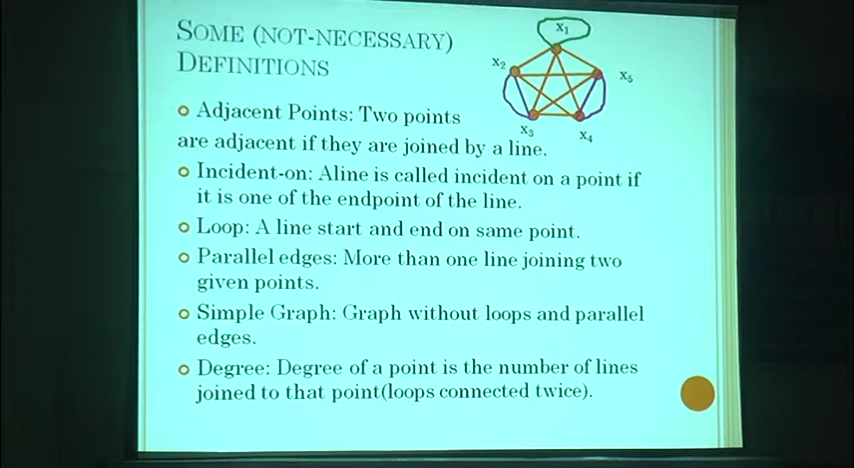 SOME (NOT-NECESSARY)
DEFINITIONS
x₁
x₂
x₅
x₃
x₄
Adjacent Points: Two points
are adjacent if they are joined by a line.
Incident-on: Aline is called incident on a point if
it is one of the endpoint of the line.
Loop: A line start and end on same point.
Parallel edges: More than one line joining two
given points.
Simple Graph: Graph without loops and parallel
edges.
Degree: Degree of a point is the number of lines
joined to that point(loops connected twice).